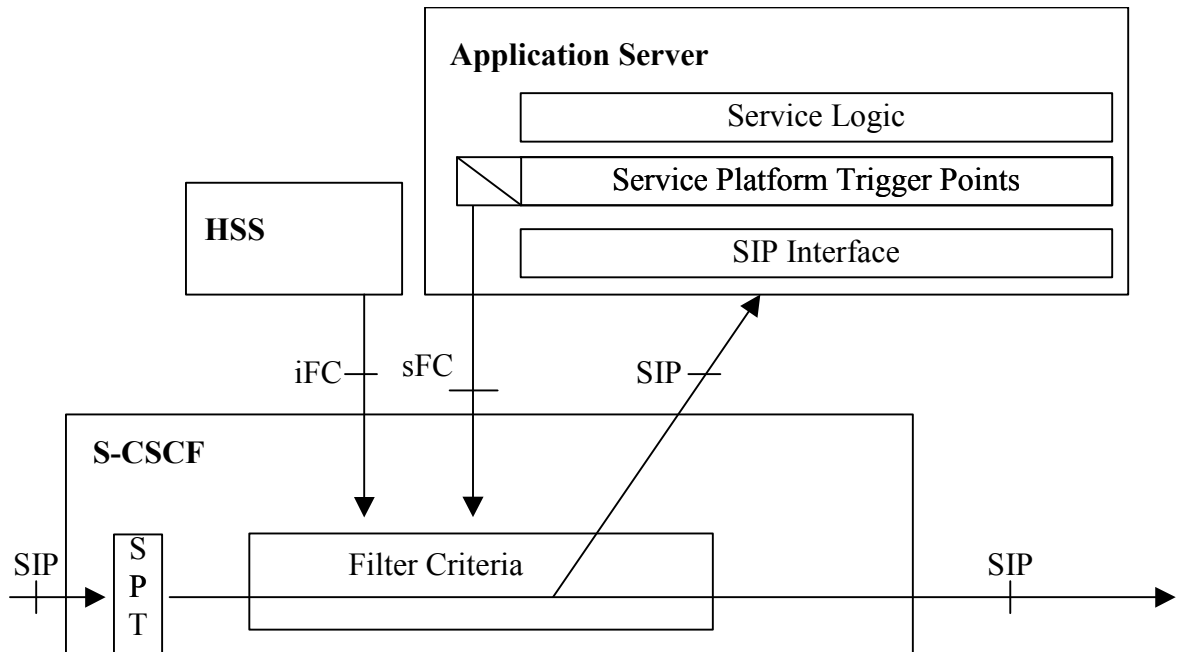 Application Server
Service Logic
Service Platform Trigger Points
HSS
SIP Interface
iFC
sFC
SIP
S-CSCF
SIP
S
P
T
Filter Criteria
SIP